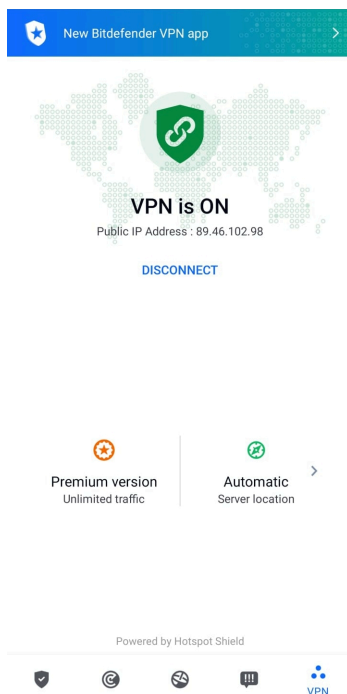 New Bitdefender VPN app
VPN is ON
Public IP Address : 89.46.102.98
DISCONNECT
Premium version
Unlimited traffic
Automatic
Server location
Powered by Hotspot Shield
VPN